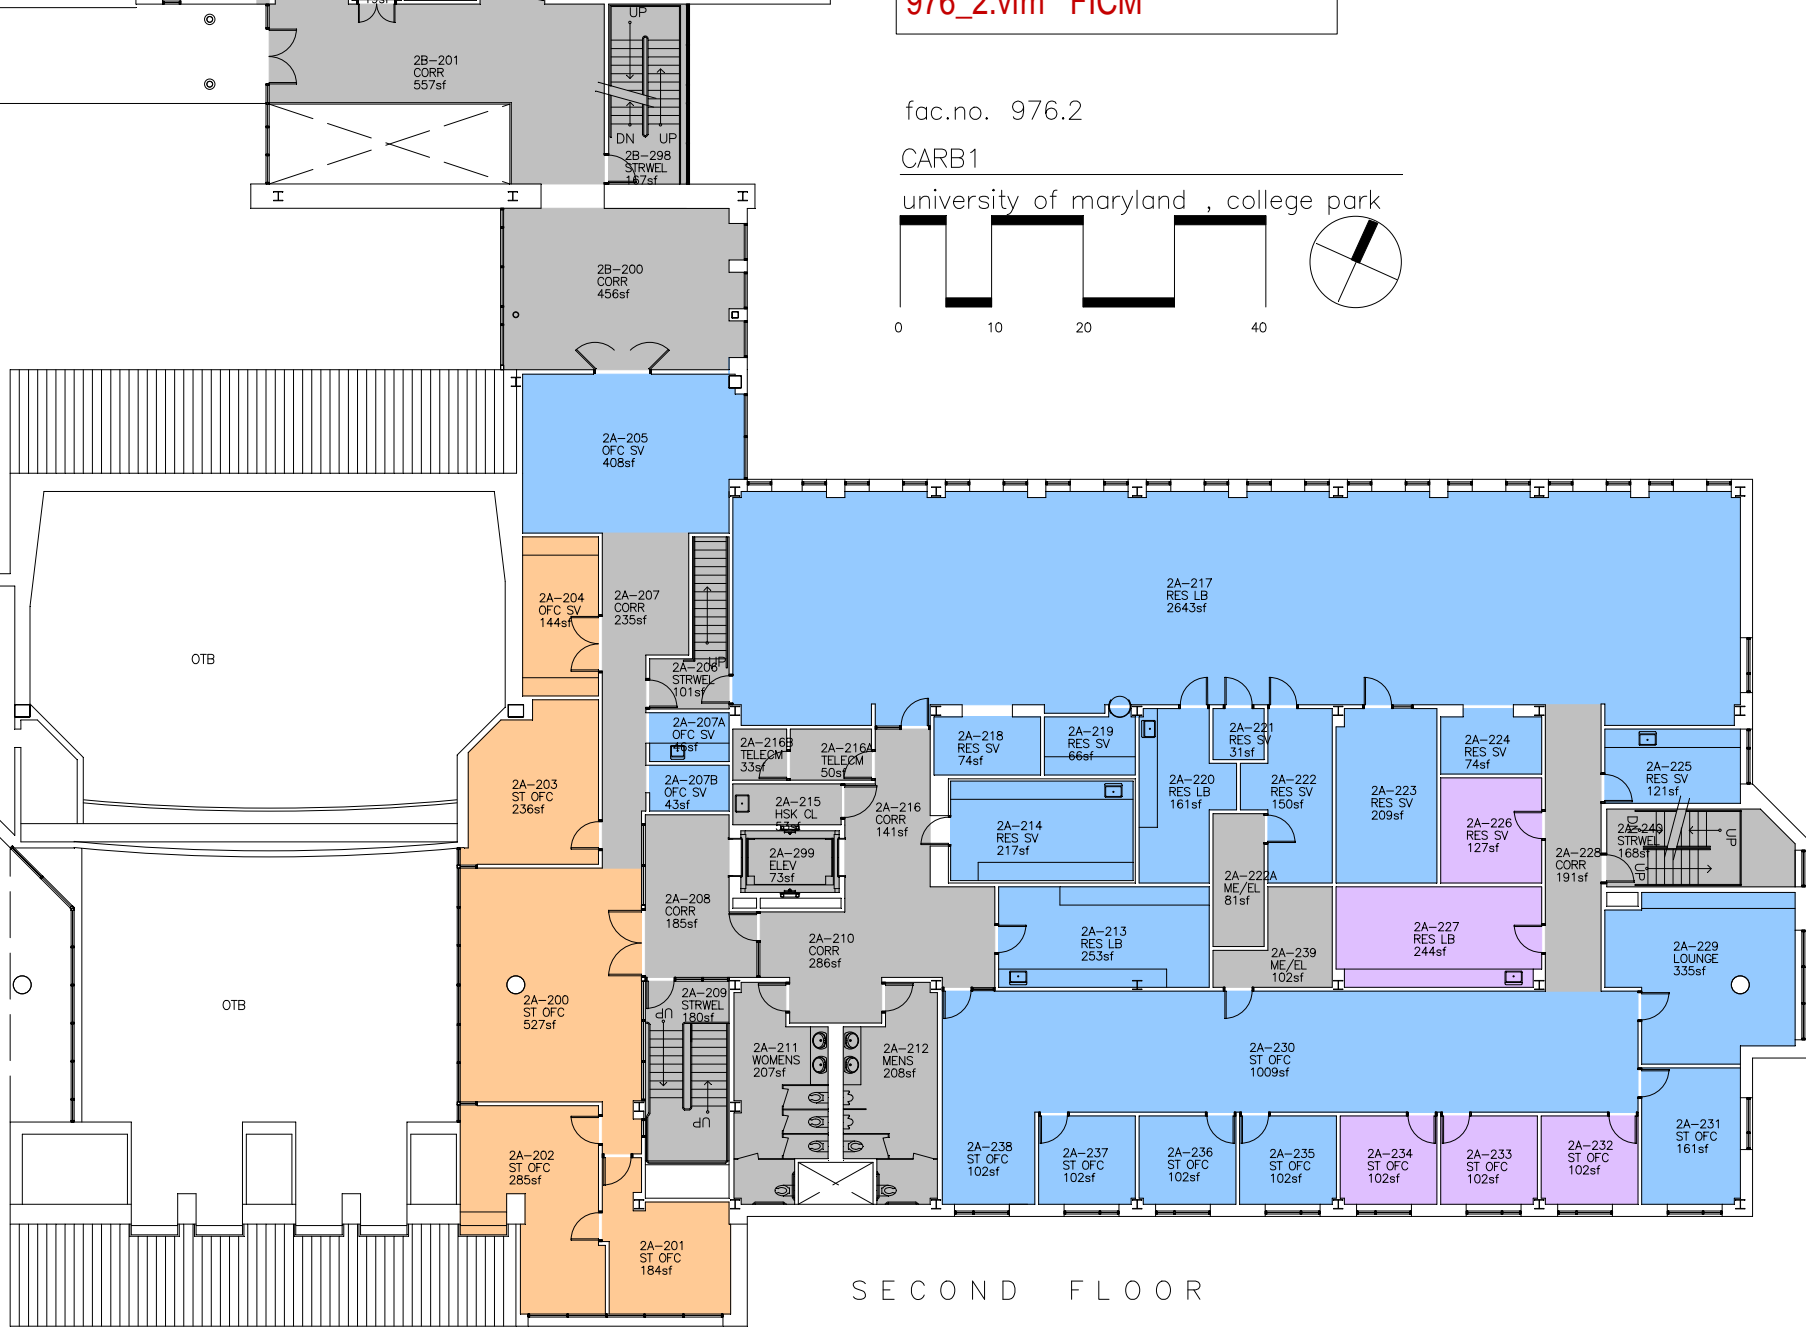 976_2.vlm FICM
fac.no. 976.2
CARB1
university of maryland , college park
0 10 20 40
UP
2B-201
CORR
557sf
DN UP
2B-298
STRWEL
167sf
2B-200
CORR
456sf
2A-205
OFC SV
408sf
2A-204
OFC SV
144sf
2A-207
CORR
235sf
UP
2A-206
STRWEL
101sf
2A-217
RES LB
2643sf
OTB
2A-203
ST OFC
236sf
2A-207A
OFC SV
46sf
2A-207B
OFC SV
43sf
2A-216B
TELECM
33sf
2A-216A
TELECM
50sf
2A-215
HSK CL
53sf
2A-216
CORR
141sf
2A-299
ELEV
73sf
2A-218
RES SV
74sf
2A-219
RES SV
66sf
2A-214
RES SV
217sf
2A-220
RES LB
161sf
2A-221
RES SV
31sf
2A-222
RES SV
150sf
2A-223
RES SV
209sf
2A-224
RES SV
74sf
2A-225
RES SV
121sf
2A-226
RES SV
127sf
2A-228
CORR
191sf
2A-240
STRWEL
168sf
DN
UP
UP
2A-222A
ME/EL
81sf
2A-208
CORR
185sf
2A-210
CORR
286sf
2A-213
RES LB
253sf
2A-239
ME/EL
102sf
2A-227
RES LB
244sf
2A-229
LOUNGE
335sf
OTB
2A-200
ST OFC
527sf
2A-209
STRWEL
180sf
UP
UP
2A-211
WOMENS
207sf
2A-212
MENS
208sf
2A-230
ST OFC
1009sf
2A-231
ST OFC
161sf
2A-202
ST OFC
285sf
2A-238
ST OFC
102sf
2A-237
ST OFC
102sf
2A-236
ST OFC
102sf
2A-235
ST OFC
102sf
2A-234
ST OFC
102sf
2A-233
ST OFC
102sf
2A-232
ST OFC
102sf
2A-201
ST OFC
184sf
SECOND FLOOR